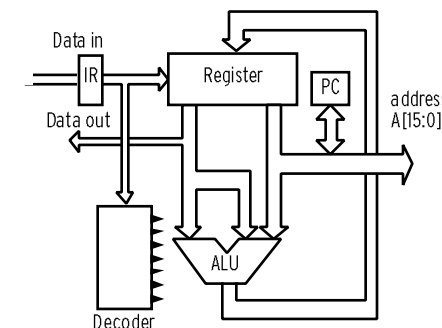 Data in
IR
Register
PC
addres
A[15:0]
Data out
ALU
Decoder